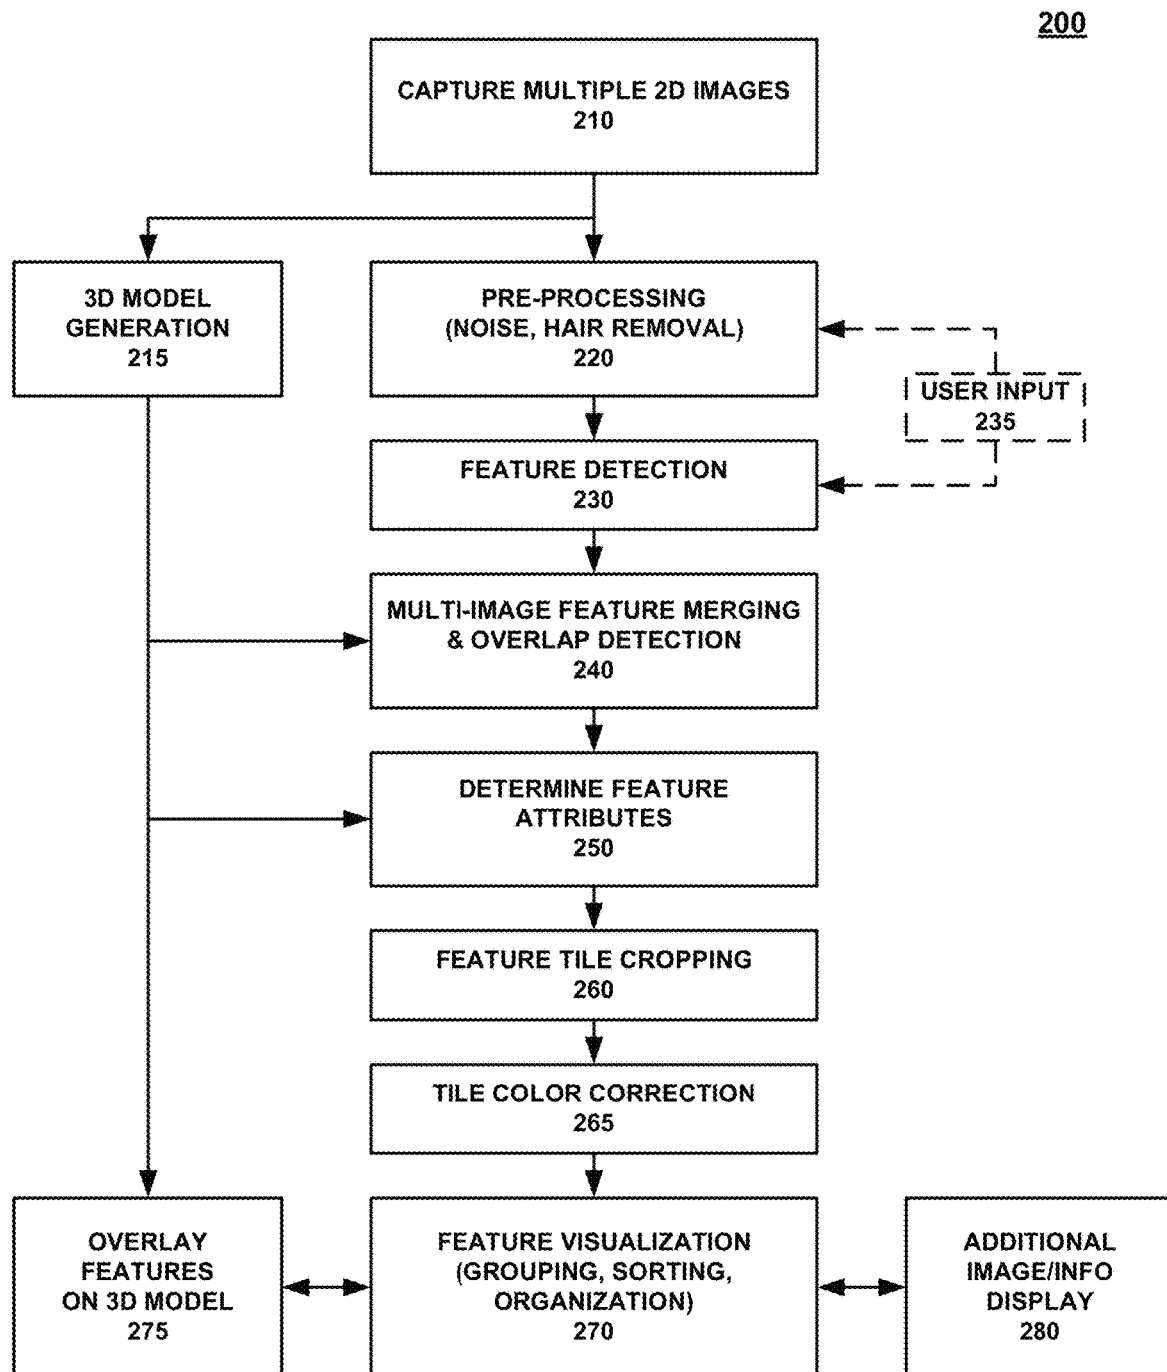 200
CAPTURE MULTIPLE 2D IMAGES
210
3D MODEL
GENERATION
215
PRE-PROCESSING
(NOISE, HAIR REMOVAL)
220
USER INPUT
235
FEATURE DETECTION
230
MULTI-IMAGE FEATURE MERGING
& OVERLAP DETECTION
240
DETERMINE FEATURE
ATTRIBUTES
250
FEATURE TILE CROPPING
260
TILE COLOR CORRECTION
265
OVERLAY
FEATURES
ON 3D MODEL
275
FEATURE VISUALIZATION
(GROUPING, SORTING,
ORGANIZATION)
270
ADDITIONAL
IMAGE/INFO
DISPLAY
280